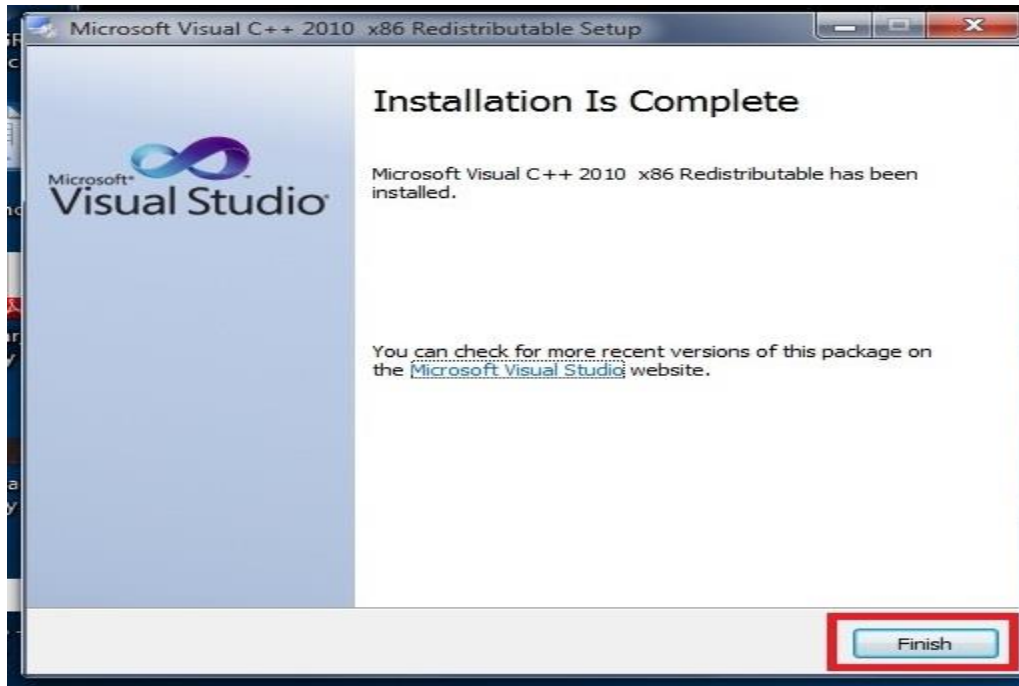 Microsoft Visual C++ 2010 x86 Redistributable Setup
Installation Is Complete
Microsoft Visual C++ 2010 x86 Redistributable has been
installed.
Microsoft®
Visual Studio®
You can check for more recent versions of this package on
the Microsoft Visual Studio website.
Finish